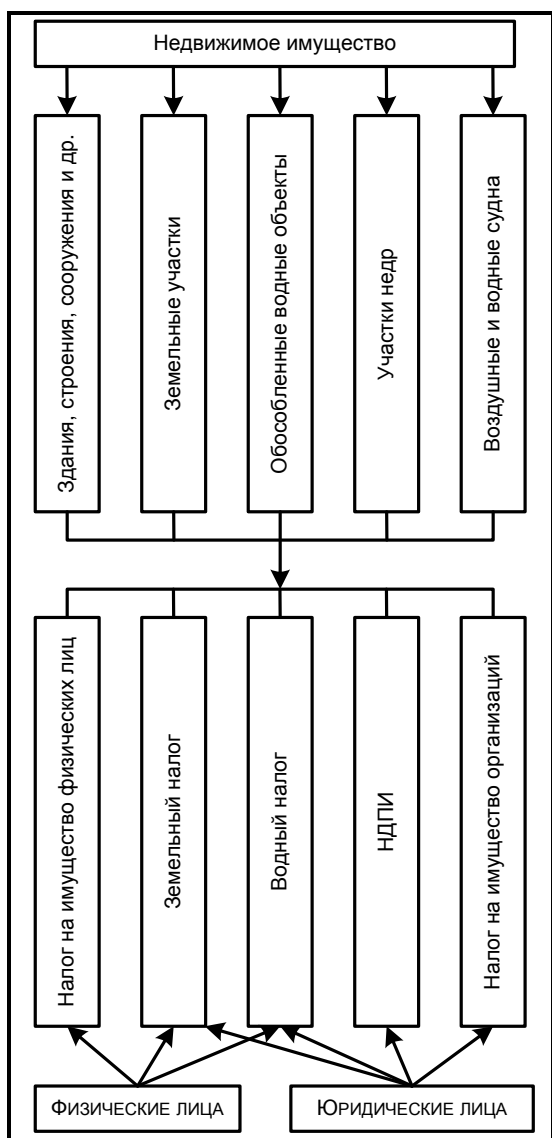 Недвижимое имущество
Здания, строения, сооружения и др.
Земельные участки
Обособленные водные объекты
Участки недр
Воздушные и водные судна
Налог на имущество физических лиц
Земельный налог
Водный налог
НДПИ
Налог на имущество организаций
ФИЗИЧЕСКИЕ ЛИЦА
ЮРИДИЧЕСКИЕ ЛИЦА